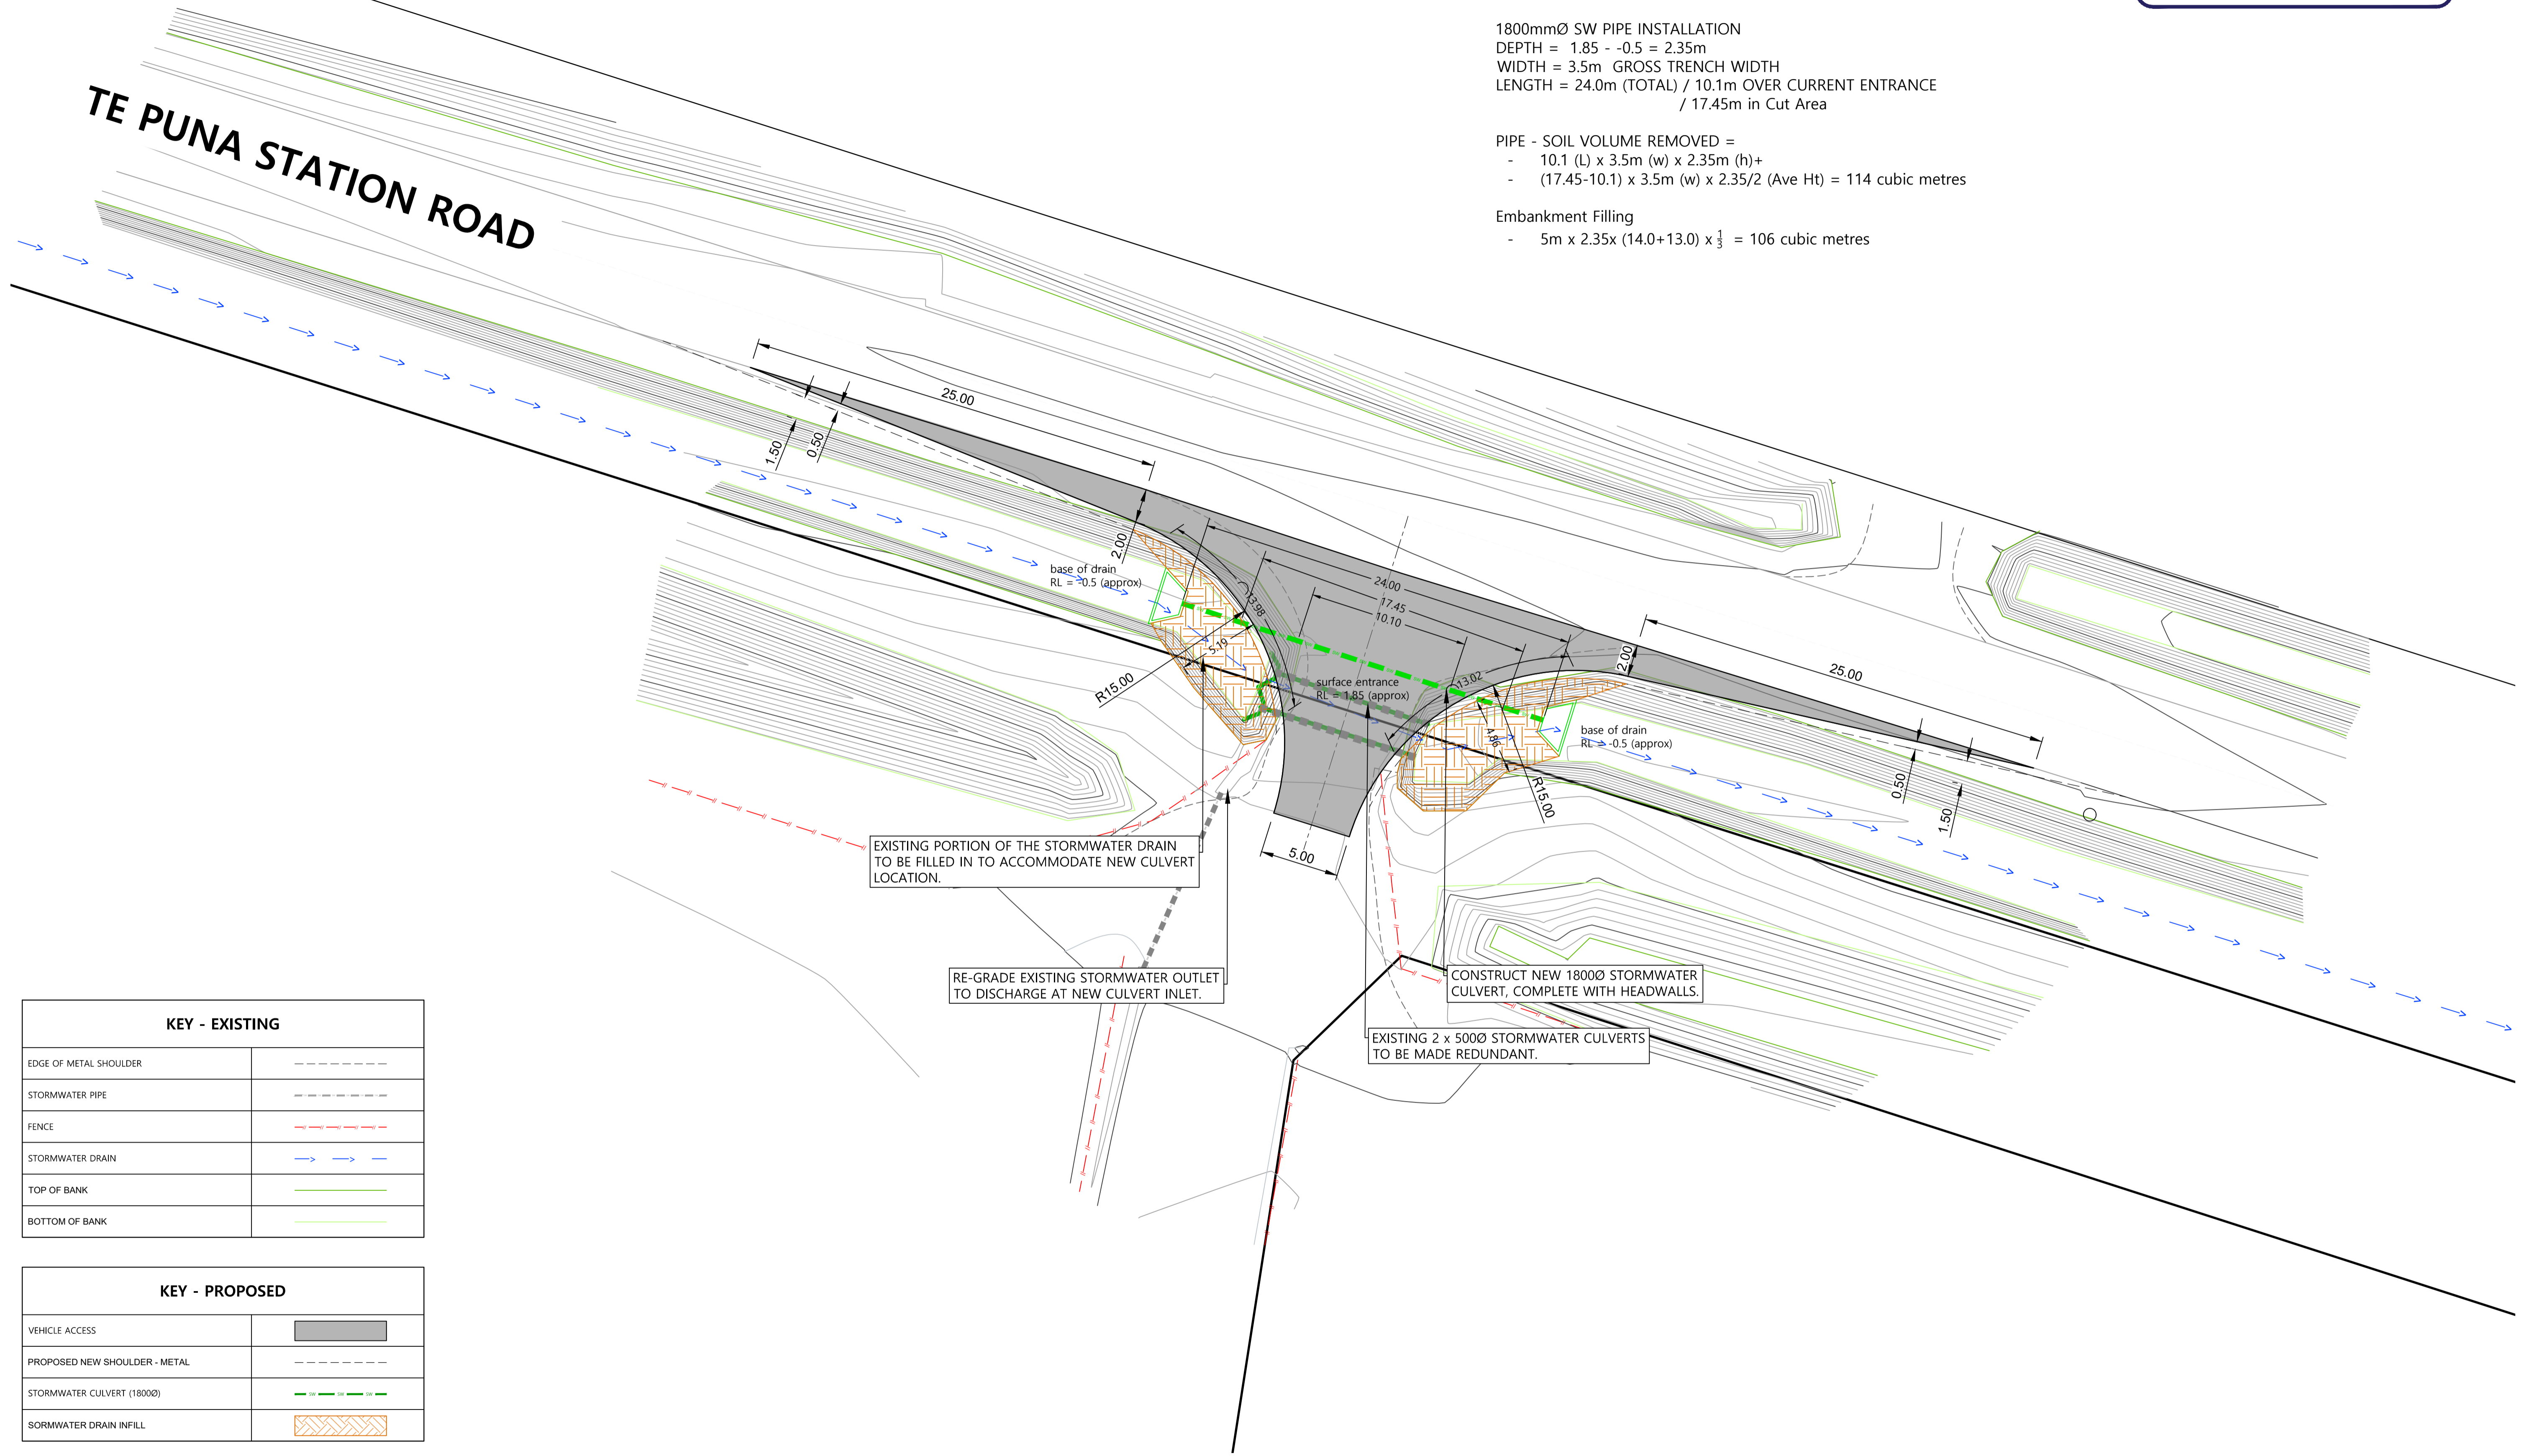 1800mmØ SW PIPE INSTALLATION
DEPTH = 1.85 - -0.5 = 2.35m
WIDTH = 3.5m GROSS TRENCH WIDTH
LENGTH = 24.0m (TOTAL) / 10.1m OVER CURRENT ENTRANCE
/ 17.45m in Cut Area
PIPE - SOIL VOLUME REMOVED =
- 10.1 (L) x 3.5m (w) x 2.35m (h)+
- (17.45-10.1) x 3.5m (w) x 2.35/2 (Ave Ht) = 114 cubic metres
Embankment Filling
- 5m x 2.35x (14.0+13.0) x 1/3 = 106 cubic metres
TE PUNA STATION ROAD
25.00
1.50
0.50
2.00
base of drain
RL = -0.5 (approx)
13.98
5.19
R15.00
24.00
17.45
10.10
surface entrance
RL = 1.85 (approx)
13.02
4.86
R15.00
2.00
25.00
base of drain
RL = -0.5 (approx)
0.50
1.50
5.00
EXISTING PORTION OF THE STORMWATER DRAIN
TO BE FILLED IN TO ACCOMMODATE NEW CULVERT
LOCATION.
RE-GRADE EXISTING STORMWATER OUTLET
TO DISCHARGE AT NEW CULVERT INLET.
CONSTRUCT NEW 1800Ø STORMWATER
CULVERT, COMPLETE WITH HEADWALLS.
EXISTING 2 x 500Ø STORMWATER CULVERTS
TO BE MADE REDUNDANT.
KEY - EXISTING
EDGE OF METAL SHOULDER
STORMWATER PIPE
FENCE
STORMWATER DRAIN
TOP OF BANK
BOTTOM OF BANK
KEY - PROPOSED
VEHICLE ACCESS
PROPOSED NEW SHOULDER - METAL
STORMWATER CULVERT (1800Ø)
SW SW SW
SORMWATER DRAIN INFILL